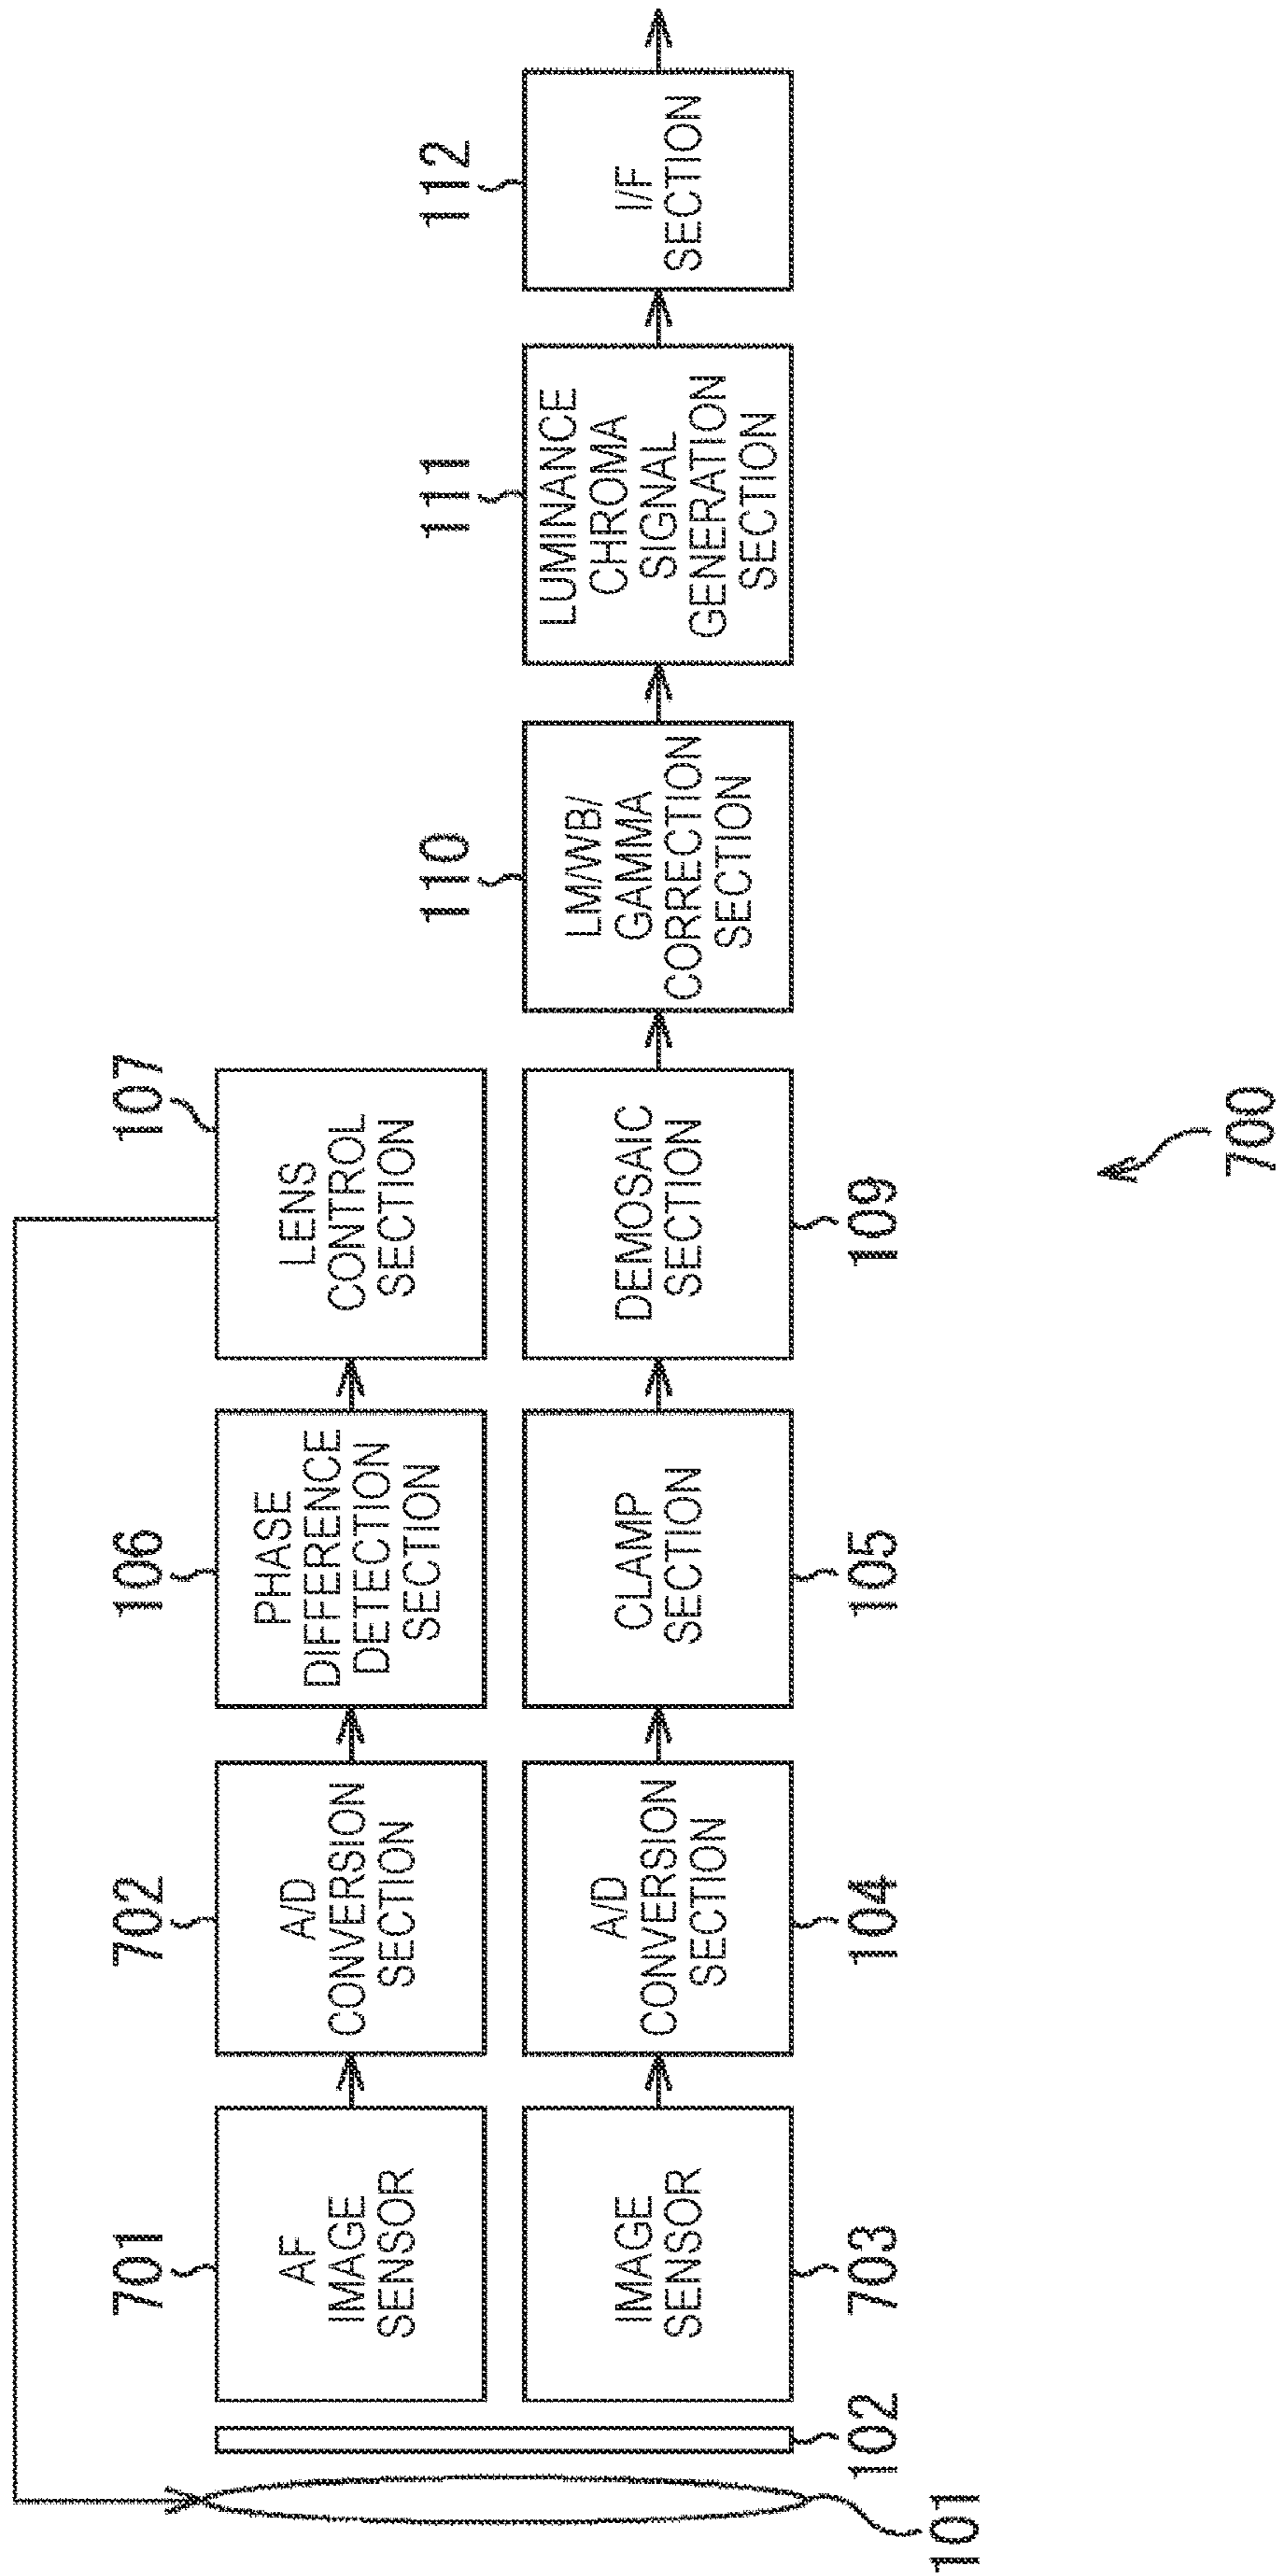 107
LENS
CONTROL
SECTION
106
PHASE
DIFFERENCE
DETECTION
SECTION
702
A/D
CONVERSION
SECTION
701
AF
IMAGE
SENSOR
101
102
IMAGE
SENSOR
703
A/D
CONVERSION
SECTION
104
CLAMP
SECTION
105
DEMOSAIC
SECTION
109
110
LM/WB/
GAMMA
CORRECTION
SECTION
111
LUMINANCE
CHROMA
SIGNAL
GENERATION
SECTION
112
I/F
SECTION
700